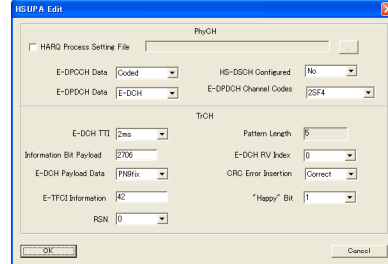 HSUPA Edit
PhyCH
HARQ Process Setting File
...
E-DPCCH Data Coded HS-DSCH Configured No
E-DPDCH Data E-DCH E-DPDCH Channel Codes 2SF4
TrCH
E-DCH TTI 2ms Pattern Length 6
Information Bit Payload 2706 E-DCH RV Index 0
E-DCH Payload Data PN9fix CRC Error Insertion Correct
E-TFCI Information 42 "Happy" Bit 1
RSN 0
OK Cancel